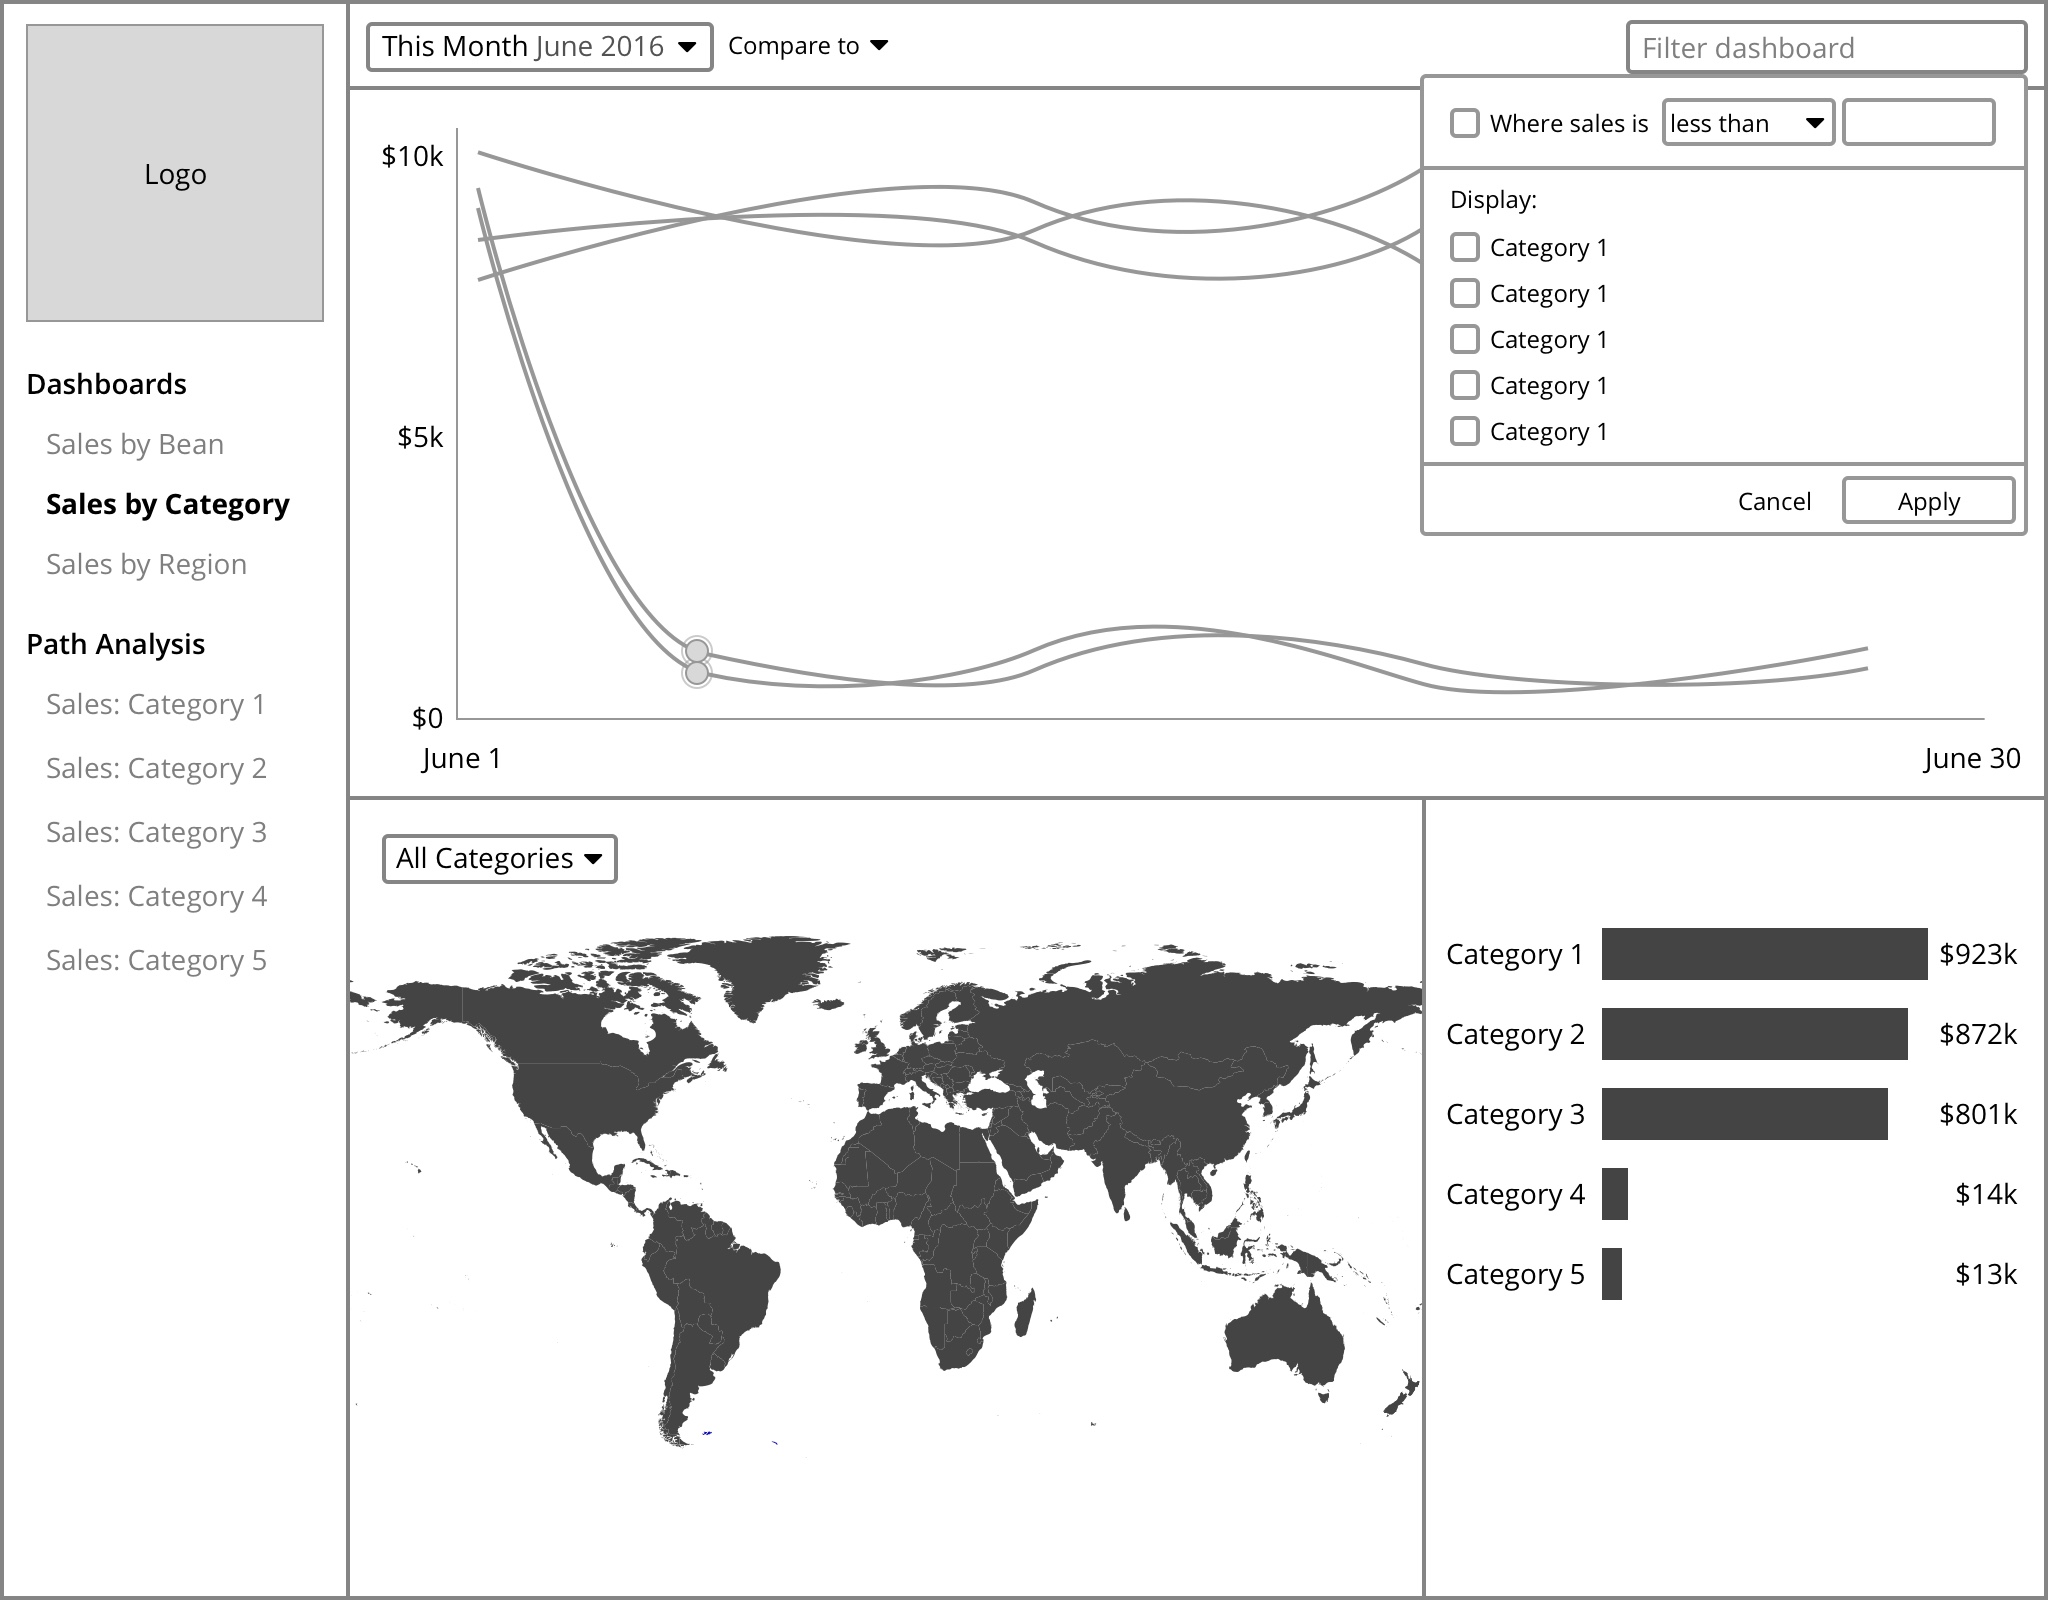 Logo
Dashboards
Sales by Bean
Sales by Category
Sales by Region
Path Analysis
Sales: Category 1
Sales: Category 2
Sales: Category 3
Sales: Category 4
Sales: Category 5
This Month June 2016
Compare to
Filter dashboard
Where sales is less than
Display:
Category 1
Category 1
Category 1
Category 1
Category 1
Cancel Apply
$10k
$5k
$0
June 1 June 30
All Categories
Category 1 $923k
Category 2 $872k
Category 3 $801k
Category 4 $14k
Category 5 $13k